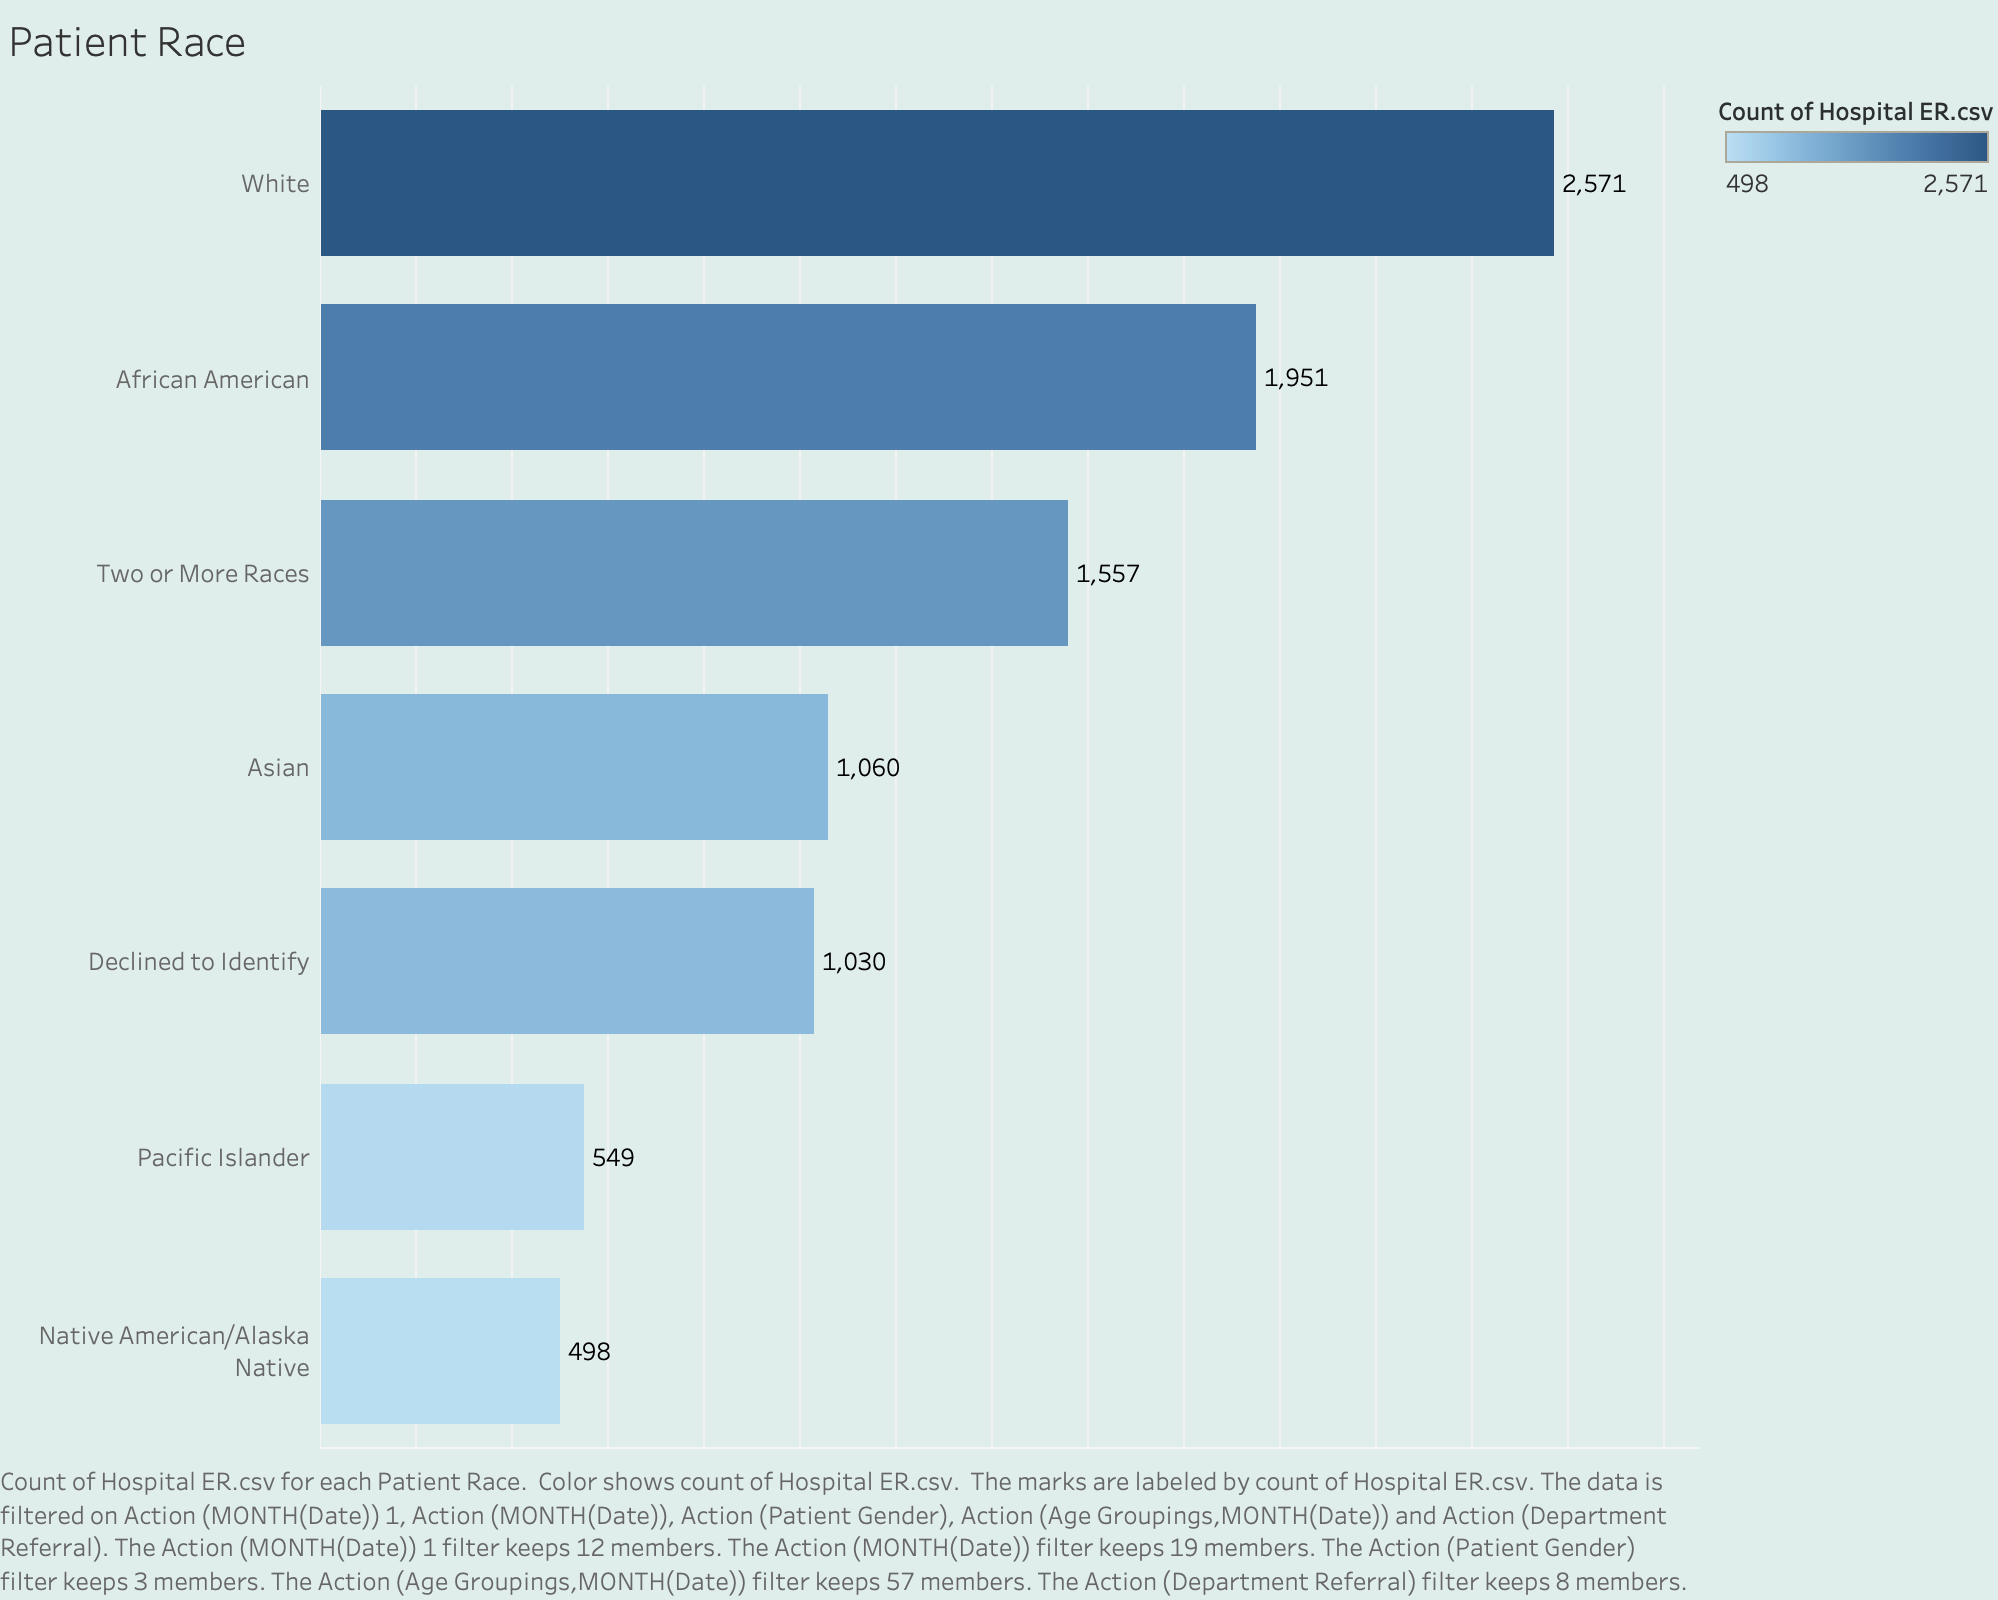 Patient Race
Count of Hospital ER.csv
498 2,571
White 2,571
African American 1,951
Two or More Races 1,557
Asian 1,060
Declined to Identify 1,030
Pacific Islander 549
Native American/Alaska
Native
498
Count of Hospital ER.csv for each Patient Race.  Color shows count of Hospital ER.csv.  The marks are labeled by count of Hospital ER.csv. The data is
filtered on Action (MONTH(Date)) 1, Action (MONTH(Date)), Action (Patient Gender), Action (Age Groupings,MONTH(Date)) and Action (Department
Referral). The Action (MONTH(Date)) 1 filter keeps 12 members. The Action (MONTH(Date)) filter keeps 19 members. The Action (Patient Gender)
filter keeps 3 members. The Action (Age Groupings,MONTH(Date)) filter keeps 57 members. The Action (Department Referral) filter keeps 8 members.